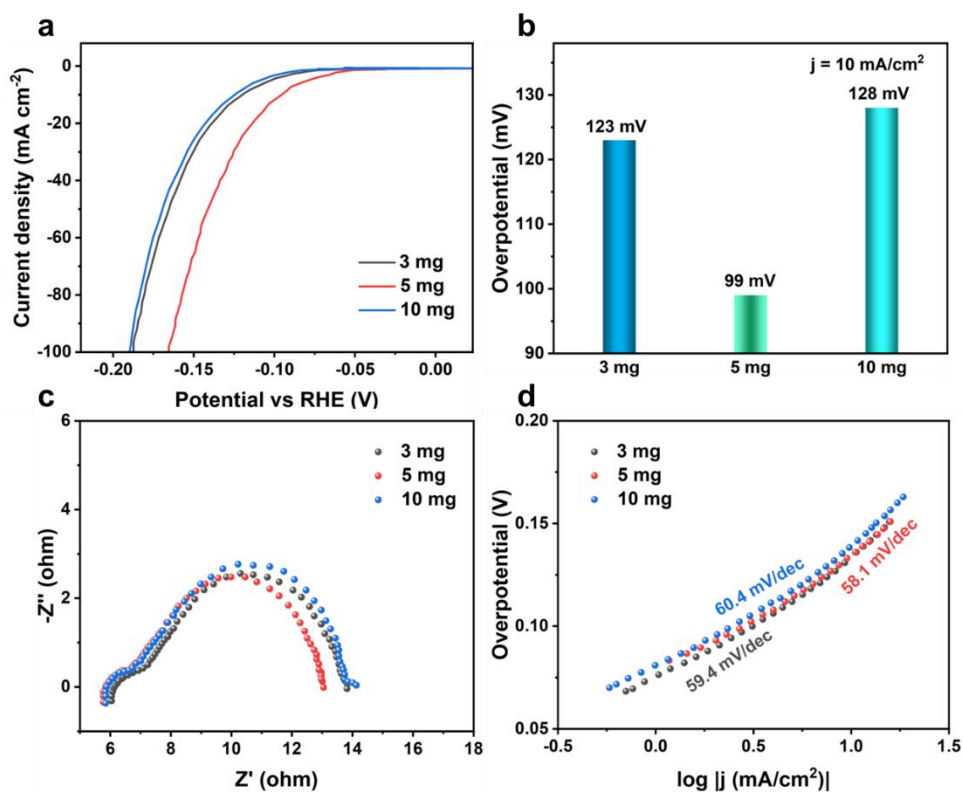 a
Current density (mA cm⁻²)
0
-20
-40
-60
-80
-100
3 mg
5 mg
10 mg
-0.20
-0.15
-0.10
-0.05
0.00
Potential vs RHE (V)
b
Overpotential (mV)
130
120
110
100
90
j = 10 mA/cm²
123 mV
99 mV
128 mV
3 mg
5 mg
10 mg
c
-Z'' (ohm)
6
4
2
0
3 mg
5 mg
10 mg
6
8
10
12
14
16
18
Z' (ohm)
d
Overpotential (V)
0.20
0.15
0.10
0.05
3 mg
5 mg
10 mg
60.4 mV/dec
58.1 mV/dec
59.4 mV/dec
-0.5
0.0
0.5
1.0
1.5
log |j (mA/cm²)|